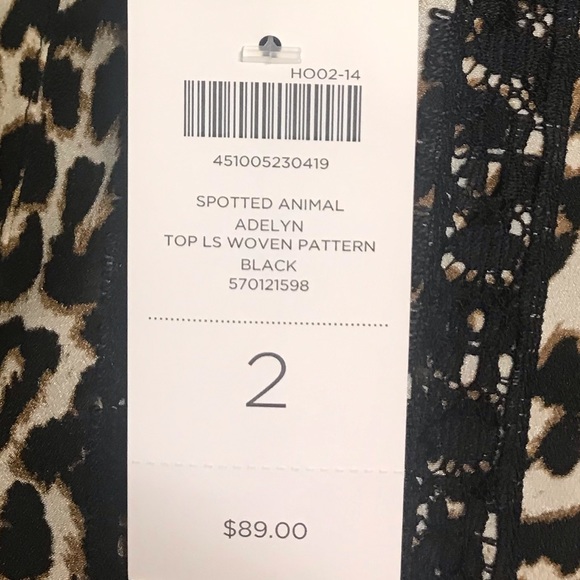 HO02-14
451005230419
SPOTTED ANIMAL
ADELYN
TOP LS WOVEN PATTERN
BLACK
570121598
2
$89.00